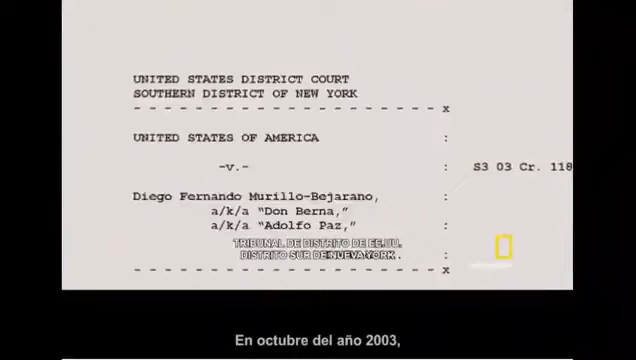 UNITED STATES DISTRICT COURT
SOUTHERN DISTRICT OF NEW YORK
- - - - - - - - - - - - - - - - - - - - - - x
UNITED STATES OF AMERICA :
-v.- : S3 03 Cr. 118
Diego Fernando Murillo-Bejarano, :
a/k/a “Don Berna,” :
a/k/a “Adolfo Paz,” :
TRIBUNAL DE DISTRITO DE EE.UU.
DISTRITO SUR DE NUEVA YORK :
- - - - - - - - - - - - - - - - - - - - - - x
En octubre del año 2003,